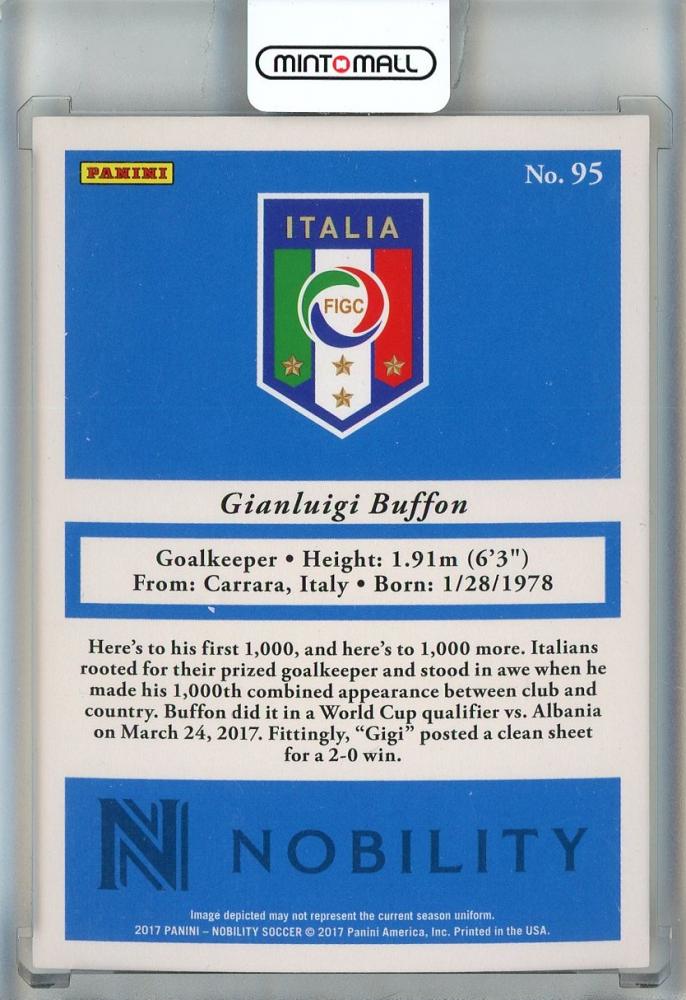 MINTOMALL
PANINI
No. 95
ITALIA
FIGC
Gianluigi Buffon
Goalkeeper • Height: 1.91m (6'3")
From: Carrara, Italy • Born: 1/28/1978
Here's to his first 1,000, and here's to 1,000 more. Italians
rooted for their prized goalkeeper and stood in awe when he
made his 1,000th combined appearance between club and
country. Buffon did it in a World Cup qualifier vs. Albania
on March 24, 2017. Fittingly, “Gigi” posted a clean sheet
for a 2-0 win.
N NOBILITY
Image depicted may not represent the current season uniform.
2017 PANINI – NOBILITY SOCCER © 2017 Panini America, Inc. Printed in the USA.